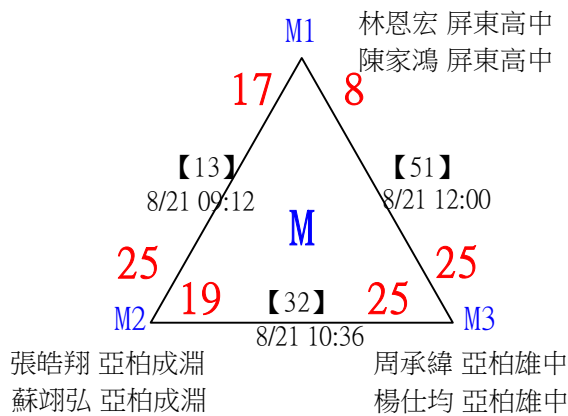 M1
林恩宏 屏東高中
陳家鴻 屏東高中
17
8
【13】
8/21 09:12
【51】
8/21 12:00
M
25
25
M2
19
【32】
25
M3
8/21 10:36
張皓翔 亞柏成淵
蘇翊弘 亞柏成淵
周承緯 亞柏雄中
楊仕均 亞柏雄中